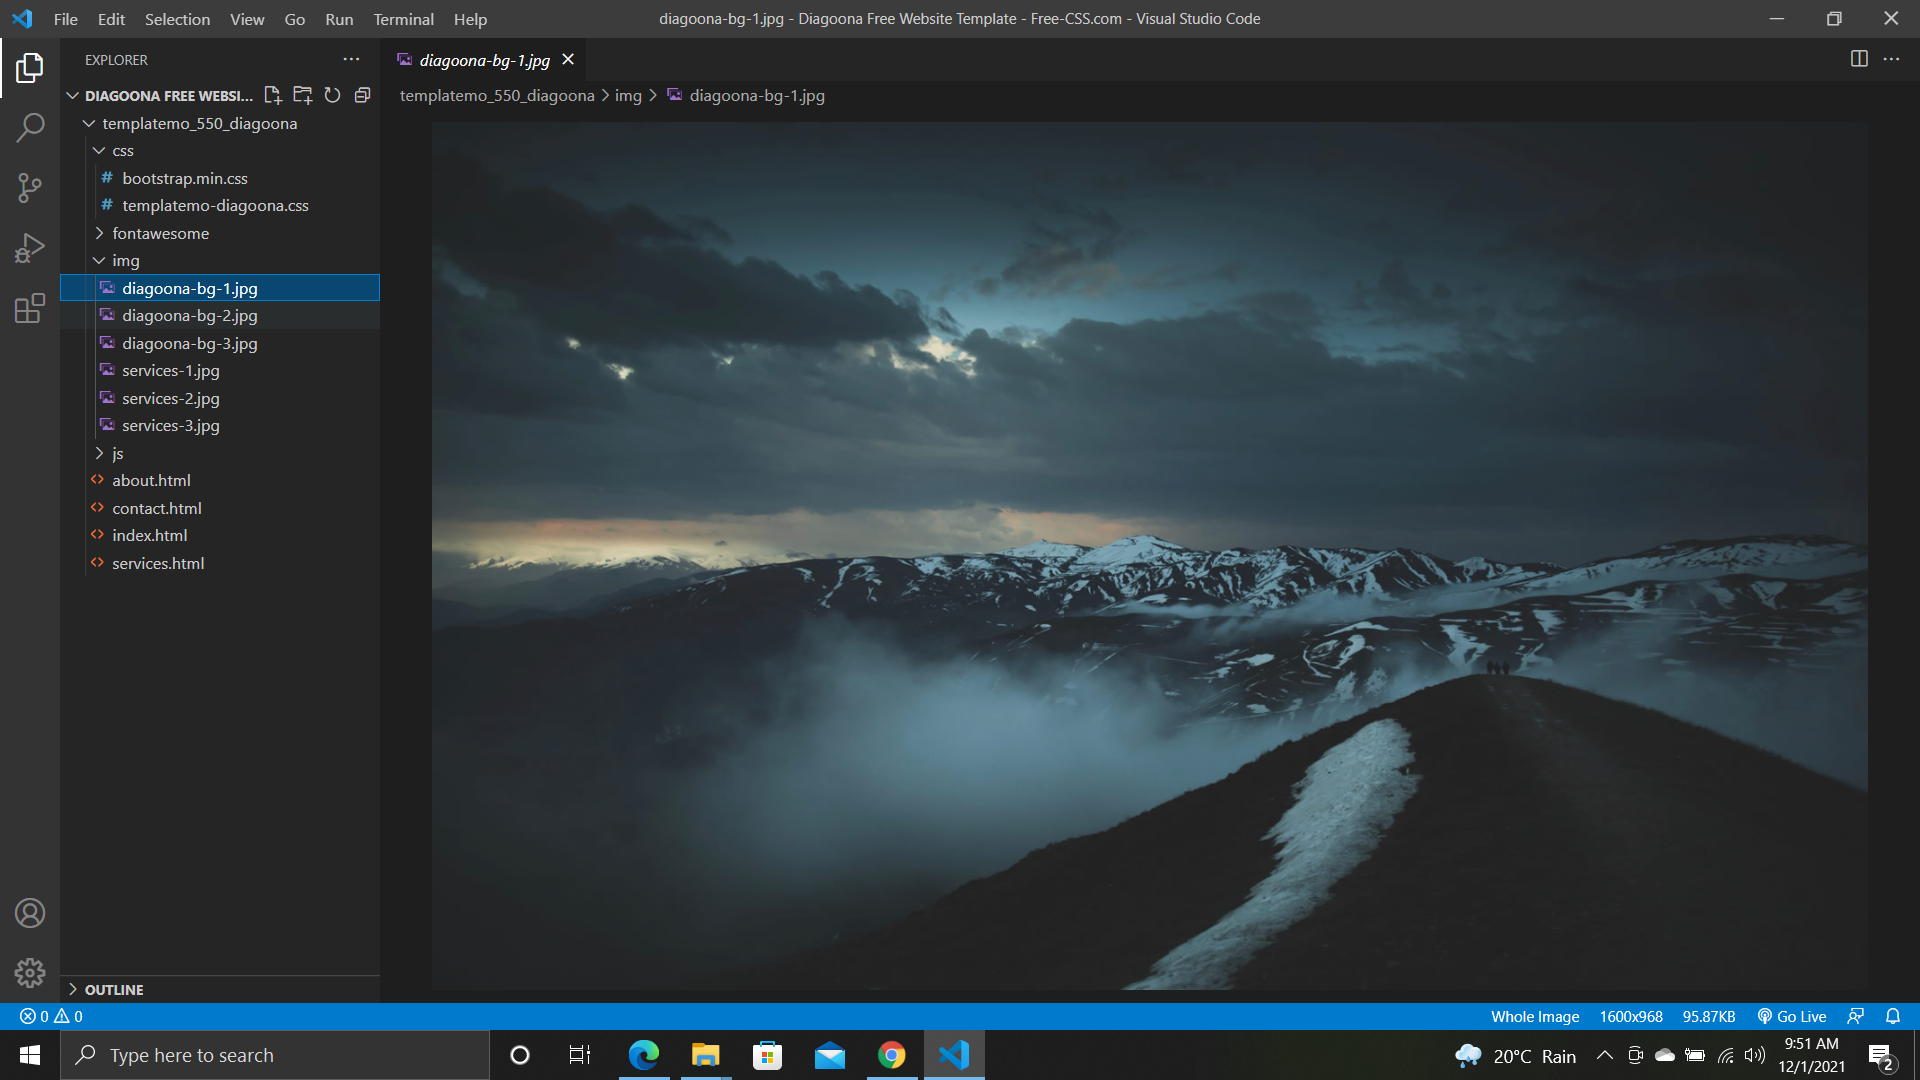 File Edit Selection View Go Run Terminal Help
diagoona-bg-1.jpg - Diagoona Free Website Template - Free-CSS.com - Visual Studio Code
EXPLORER
diagoona-bg-1.jpg
DIAGOONA FREE WEBSI...
templatemo_550_diagoona > img > diagoona-bg-1.jpg
templatemo_550_diagoona
css
# bootstrap.min.css
# templatemo-diagoona.css
fontawesome
img
diagoona-bg-1.jpg
diagoona-bg-2.jpg
diagoona-bg-3.jpg
services-1.jpg
services-2.jpg
services-3.jpg
js
about.html
contact.html
index.html
services.html
OUTLINE
0 0
Whole Image 1600x968 95.87KB Go Live
Type here to search
20°C Rain
9:51 AM
12/1/2021
2